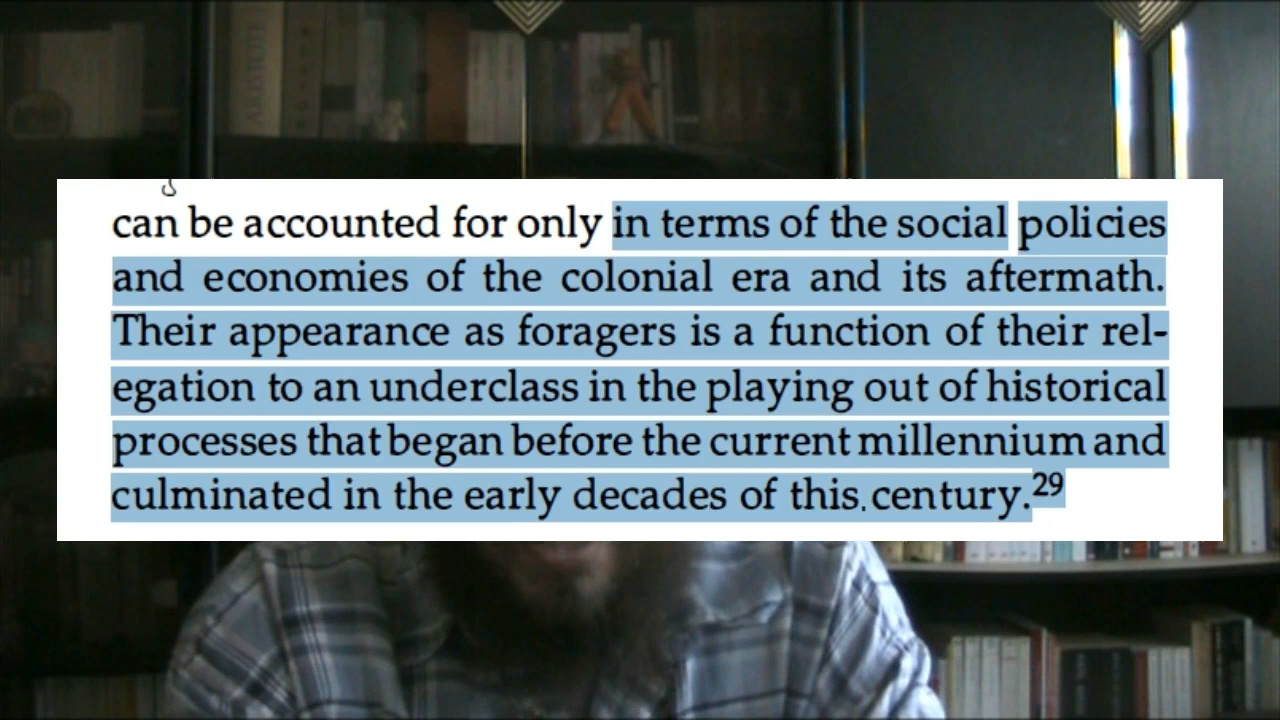 can be accounted for only in terms of the social policies
and economies of the colonial era and its aftermath.
Their appearance as foragers is a function of their rel-
egation to an underclass in the playing out of historical
processes that began before the current millennium and
culminated in the early decades of this century.29